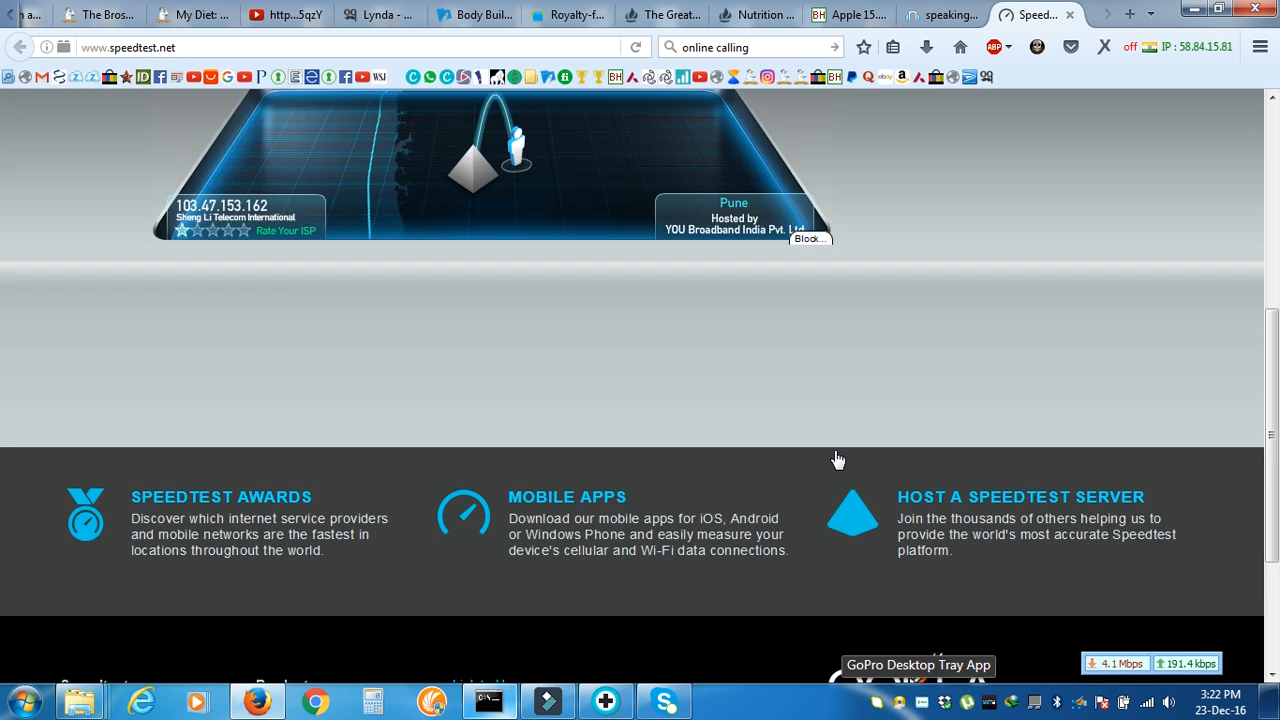 n a...
The Bros...
My Diet: ...
http...5qzY
Lynda - ...
Body Buil...
Royalty-f...
The Great...
Nutrition ...
Apple 15....
speaking...
Speed...
www.speedtest.net
online calling
ABP
off
IP : 58.84.15.81
103.47.153.162
Sheng Li Telecom International
Rate Your ISP
Pune
Hosted by
YOU Broadband India Pvt. Ltd.
Block...
SPEEDTEST AWARDS
Discover which internet service providers
and mobile networks are the fastest in
locations throughout the world.
MOBILE APPS
Download our mobile apps for iOS, Android
or Windows Phone and easily measure your
device's cellular and Wi-Fi data connections.
HOST A SPEEDTEST SERVER
Join the thousands of others helping us to
provide the world's most accurate Speedtest
platform.
GoPro Desktop Tray App
4.1 Mbps
191.4 kbps
3:22 PM
23-Dec-16